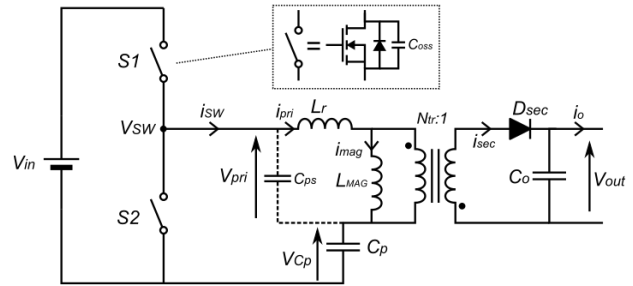 S1
=
Coss
VSW
iSW
ipri
Lr
Ntr:1
Dsec
io
isec
imag
Vin
Vpri
Cps
LMAG
Co
Vout
S2
VCp
Cp